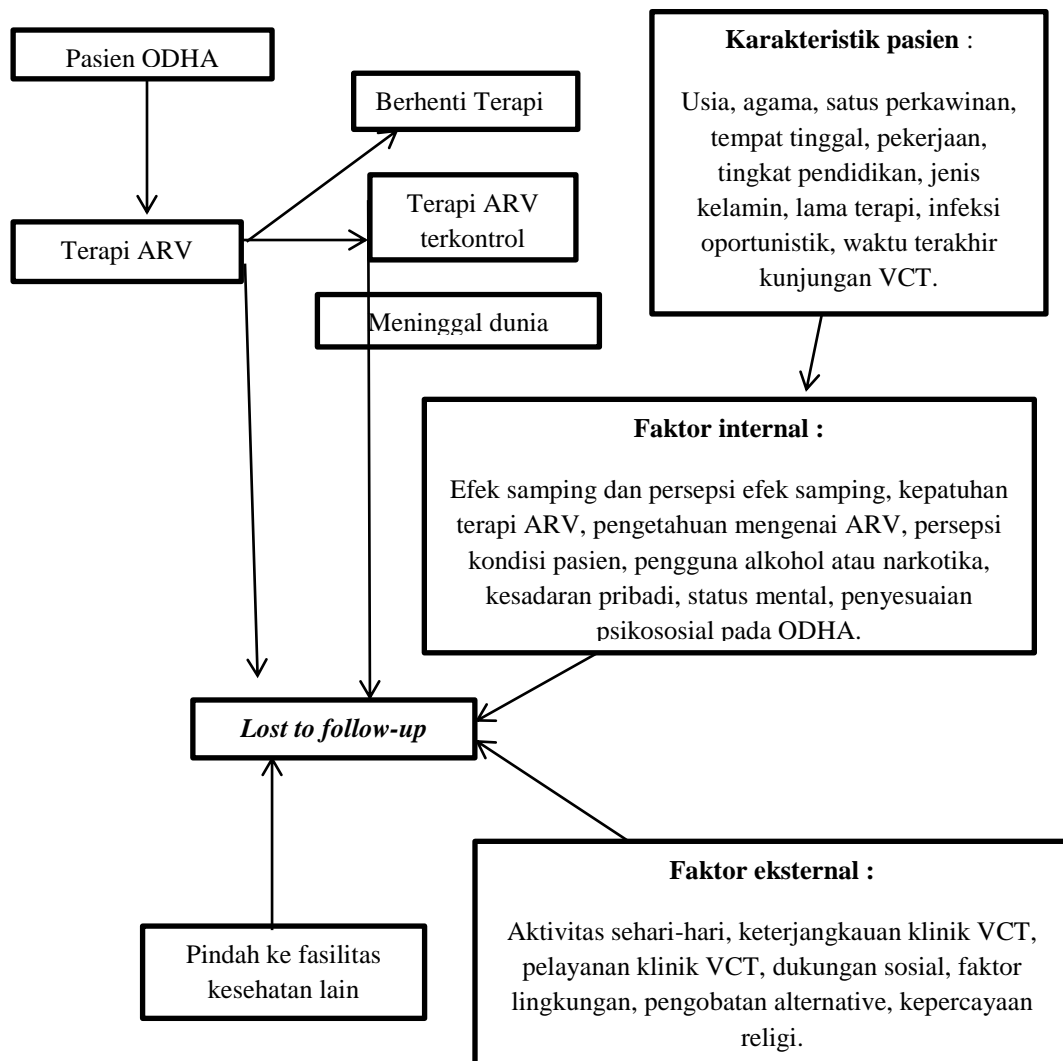 Pasien ODHA
Berhenti Terapi
Terapi ARV
Terapi ARV
terkontrol
Meninggal dunia
Karakteristik pasien :
Usia, agama, satus perkawinan,
tempat tinggal, pekerjaan,
tingkat pendidikan, jenis
kelamin, lama terapi, infeksi
oportunistik, waktu terakhir
kunjungan VCT.
Faktor internal :
Efek samping dan persepsi efek samping, kepatuhan
terapi ARV, pengetahuan mengenai ARV, persepsi
kondisi pasien, pengguna alkohol atau narkotika,
kesadaran pribadi, status mental, penyesuaian
psikososial pada ODHA.
Lost to follow-up
Pindah ke fasilitas
kesehatan lain
Faktor eksternal :
Aktivitas sehari-hari, keterjangkauan klinik VCT,
pelayanan klinik VCT, dukungan sosial, faktor
lingkungan, pengobatan alternative, kepercayaan
religi.